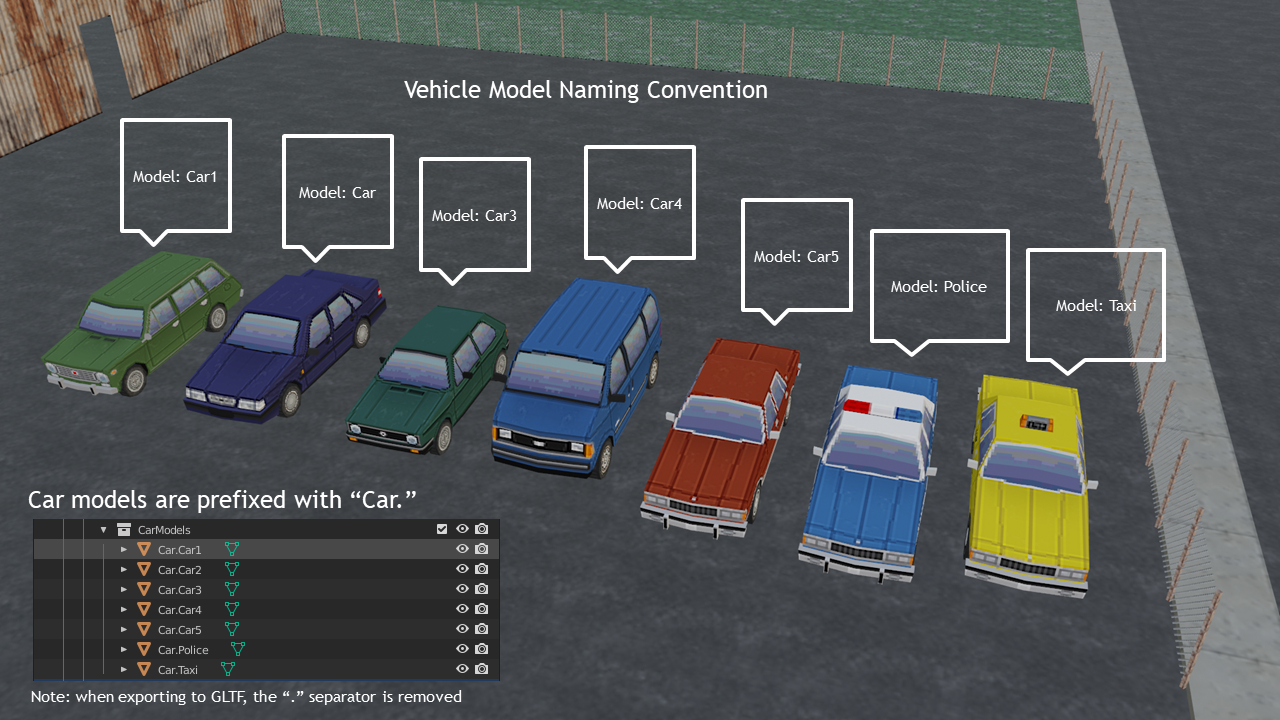 Vehicle Model Naming Convention
Model: Car1
Model: Car
Model: Car3
Model: Car4
Model: Car5
Model: Police
Model: Taxi
Car models are prefixed with “Car.”
CarModels
Car.Car1
Car.Car2
Car.Car3
Car.Car4
Car.Car5
Car.Police
Car.Taxi
Note: when exporting to GLTF, the “.” separator is removed